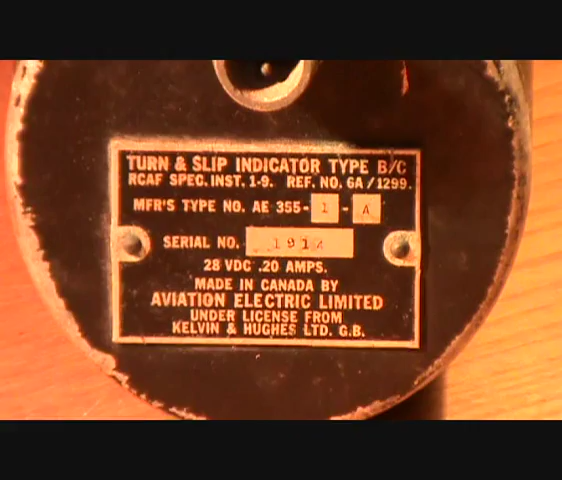 TURN & SLIP INDICATOR TYPE B/C
RCAF SPEC. INST. 1-9. REF. NO. 6A/1299.
MFR'S TYPE NO. AE 355-1-A
SERIAL NO.
28 VDC .20 AMPS.
MADE IN CANADA BY
AVIATION ELECTRIC LIMITED
UNDER LICENSE FROM
KELVIN & HUGHES LTD. G.B.